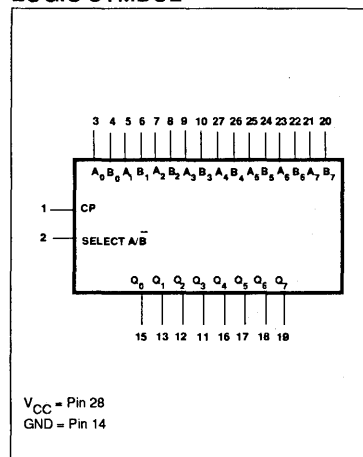 3 4 5 6 7 8 9 10 27 26 25 24 23 22 21 20
A₀ B₀ A₁ B₁ A₂ B₂ A₃ B₃ A₄ B₄ A₅ B₅ A₆ B₆ A₇ B₇
1 CP
2 SELECT A/B̅
Q₀ Q₁ Q₂ Q₃ Q₄ Q₅ Q₆ Q₇
15 13 12 11 16 17 18 19
V_CC = Pin 28
GND = Pin 14